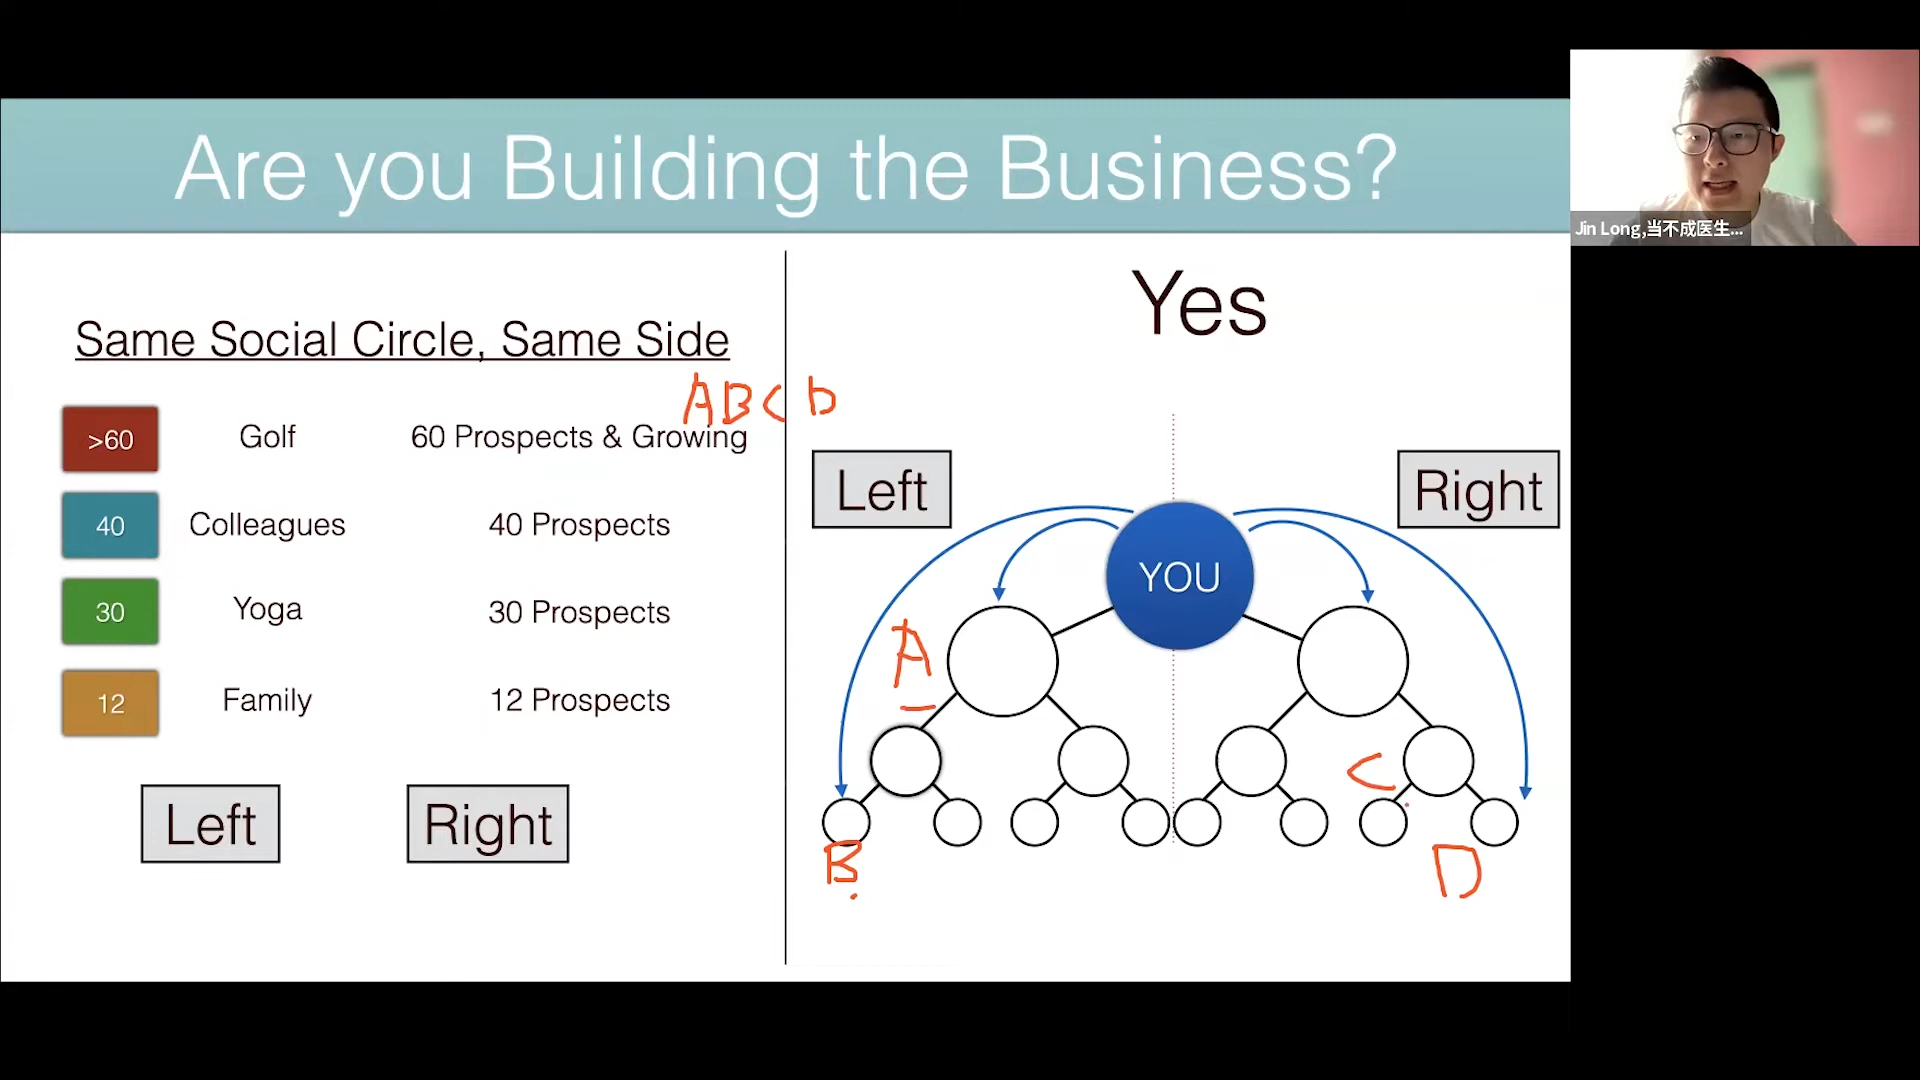 Are you Building the Business?
Jin Long,当不成医生...
Same Social Circle, Same Side
A B C D
>60 Golf 60 Prospects & Growing
40 Colleagues 40 Prospects
30 Yoga 30 Prospects
12 Family 12 Prospects
Left Right
Yes
Left Right
YOU
A
C
B D